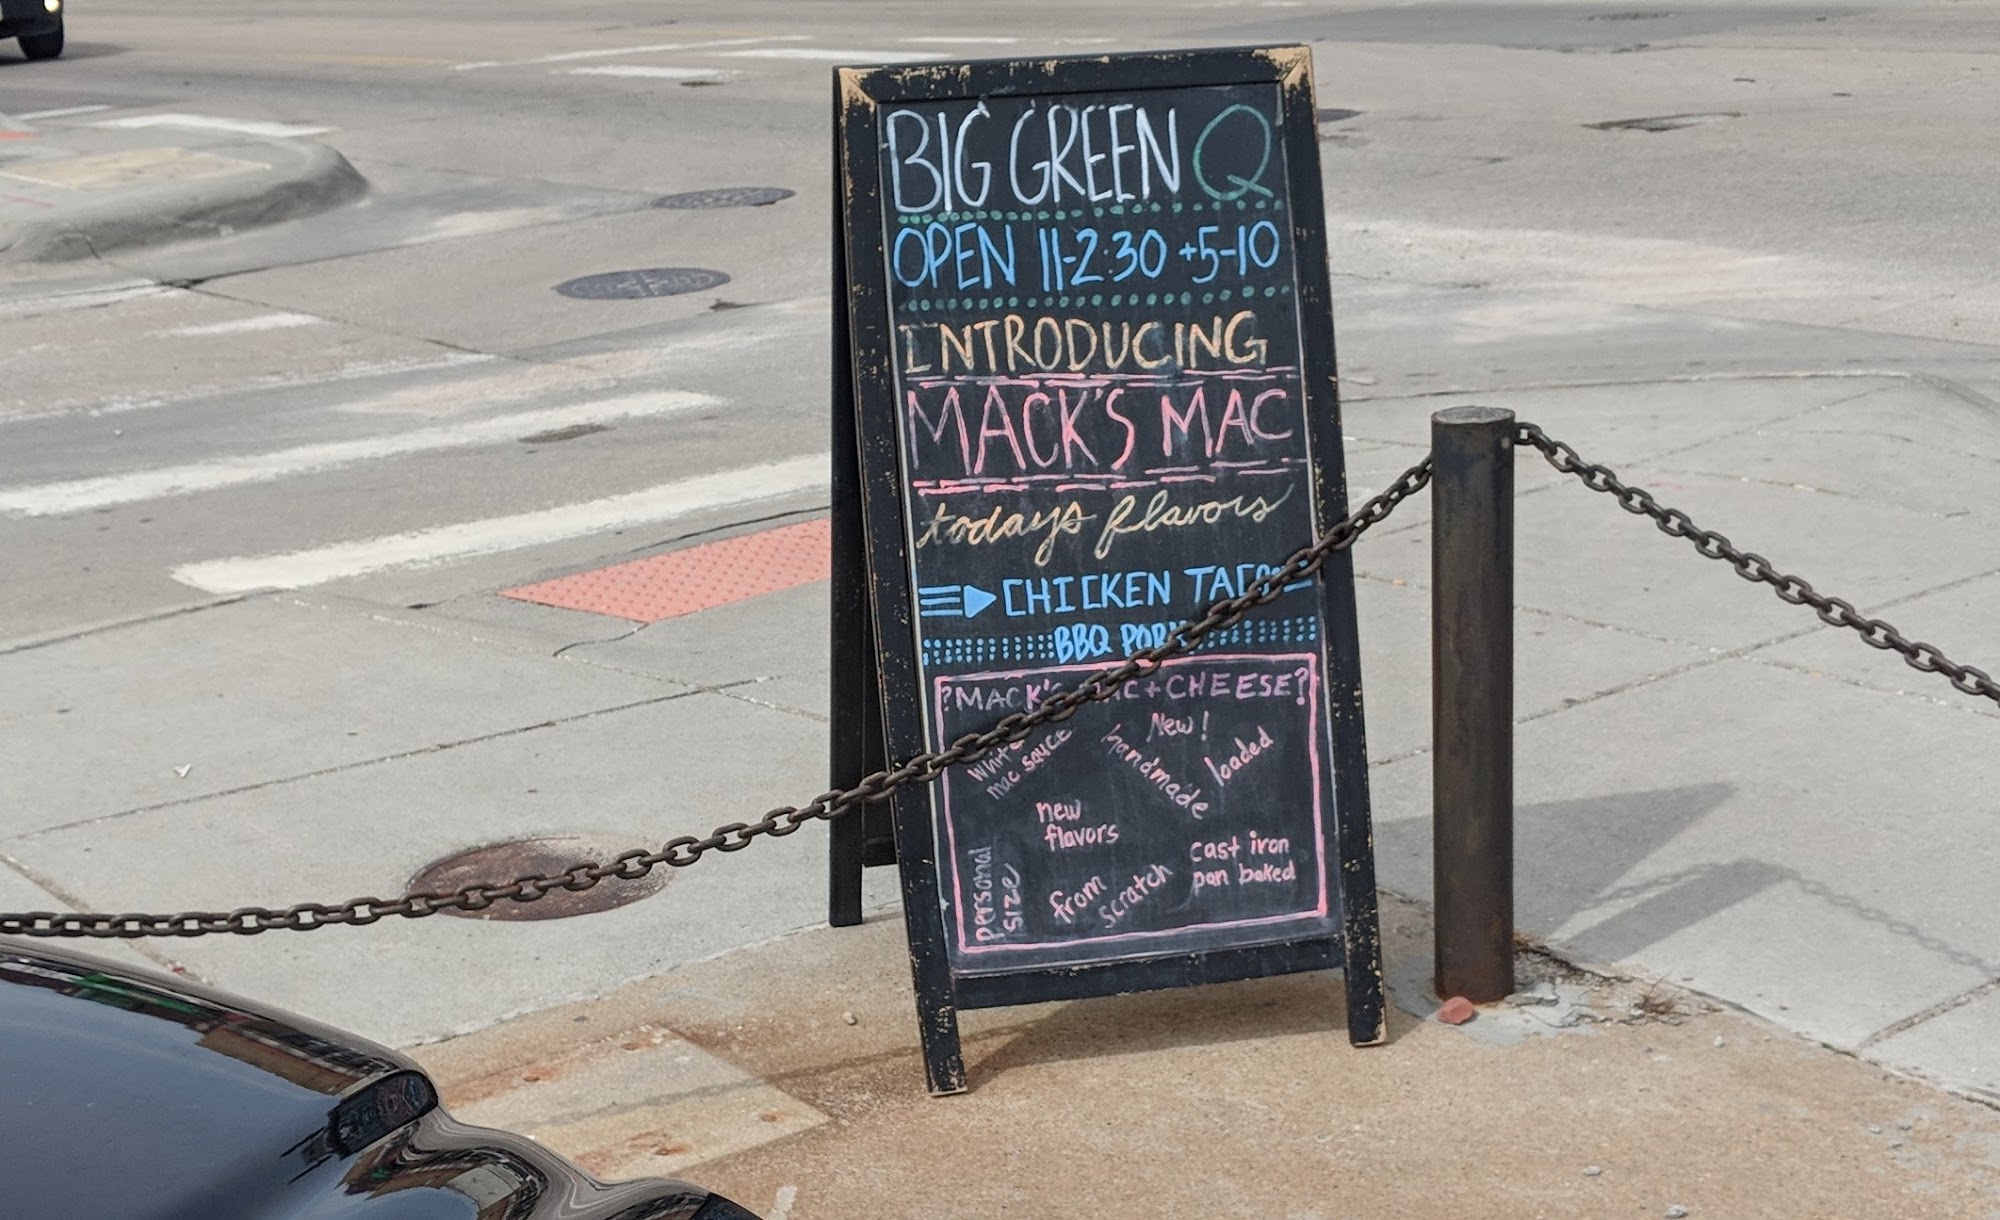 BIG GREEN Q
OPEN 11-2:30 +5-10
INTRODUCING
MACK'S MAC
todays flavors
CHICKEN TACO
BBQ PORK
?MACK'S MAC+CHEESE?
New!
White
mac sauce
handmade
loaded
new
flavors
personal
size
from
scratch
cast iron
pan baked